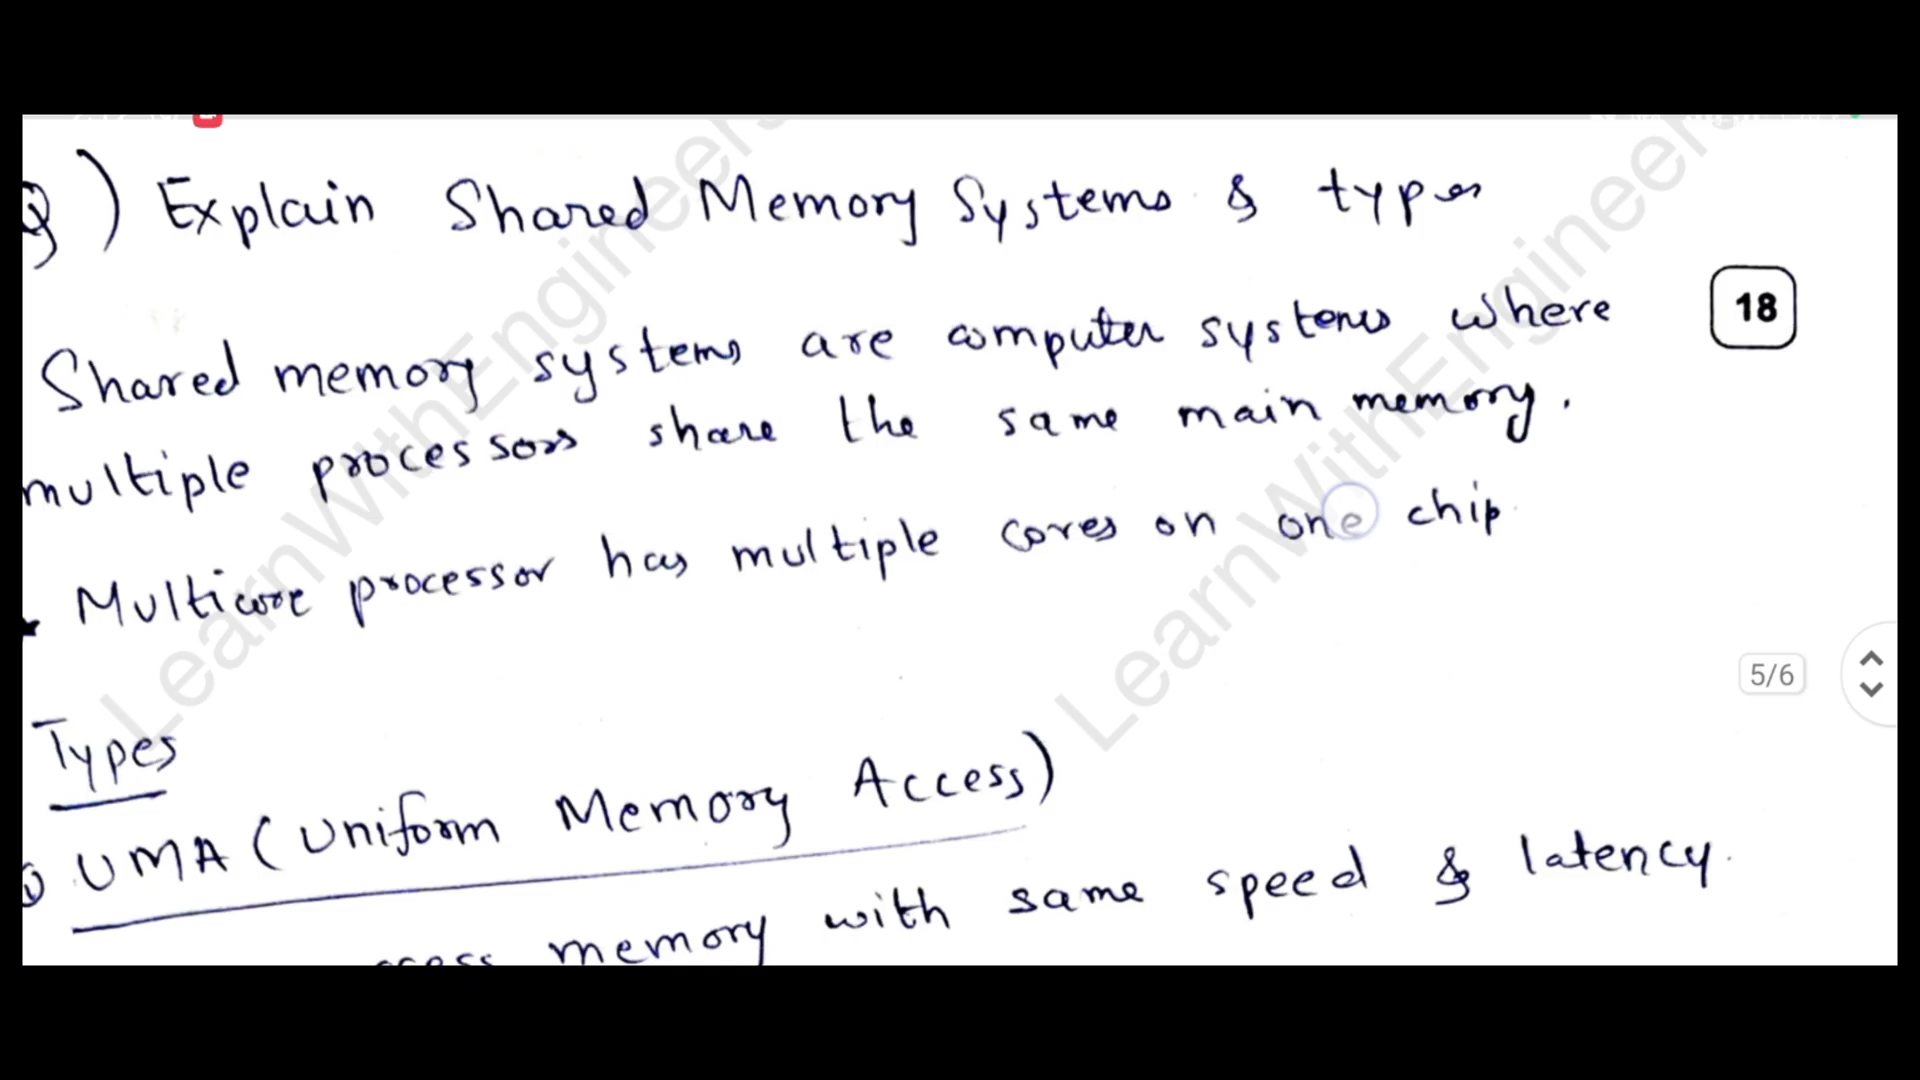 Q) Explain Shared Memory Systems & types
18
Shared memory systems are computer systems where
multiple processors share the same main memory.
Multicore processor has multiple cores on one chip
5/6
Types
① UMA (Uniform Memory Access)
memory with same speed & latency.
LearnWithEngineers
LearnWithEngineers